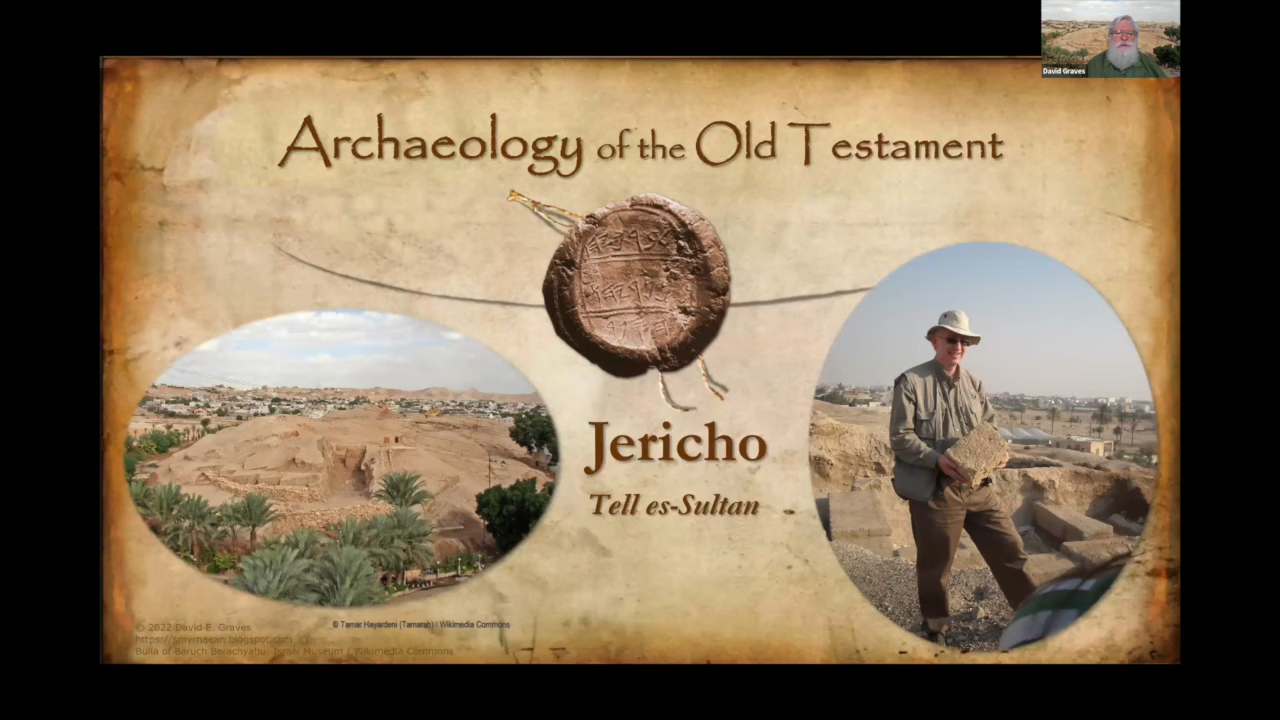 David Graves
Archaeology of the Old Testament
Jericho
Tell es-Sultan
© Tamar Hayardeni (Tamarah) / Wikimedia Commons
© 2022 David E. Graves
https://smyrnaean.blogspot.com
Bulla of Baruch Berachyahu: Israel Museum / Wikimedia Commons